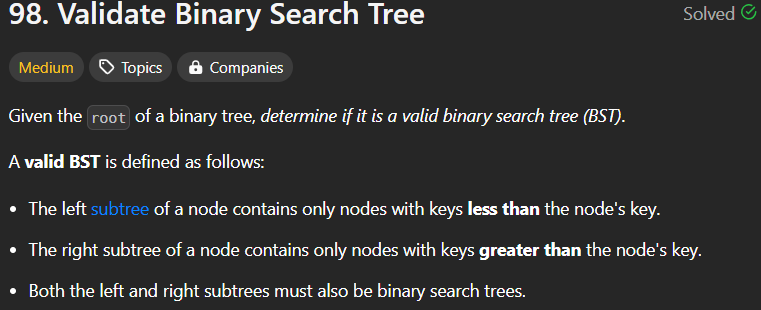 98. Validate Binary Search Tree
Solved
Medium Topics Companies
Given the root of a binary tree, determine if it is a valid binary search tree (BST).
A valid BST is defined as follows:
• The left subtree of a node contains only nodes with keys less than the node's key.
• The right subtree of a node contains only nodes with keys greater than the node's key.
• Both the left and right subtrees must also be binary search trees.